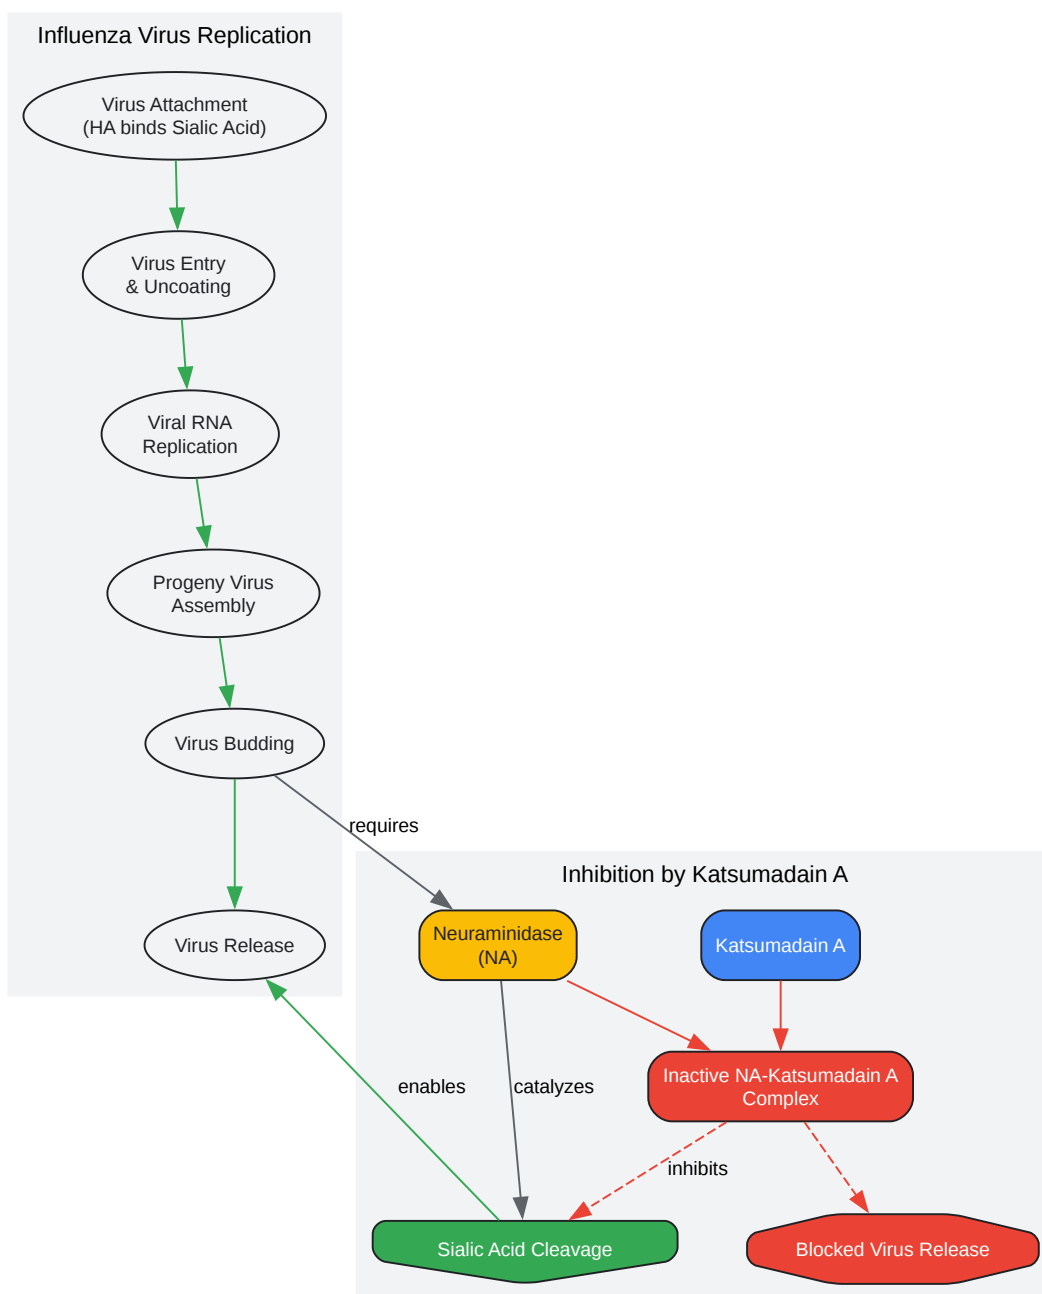 Influenza Virus Replication
Virus Attachment
(HA binds Sialic Acid)
Virus Entry
& Uncoating
Viral RNA
Replication
Progeny Virus
Assembly
Virus Budding
requires
Virus Release
Inhibition by Katsumadain A
Neuraminidase
(NA)
Katsumadain A
Inactive NA-Katsumadain A
Complex
enables
catalyzes
inhibits
Sialic Acid Cleavage
Blocked Virus Release